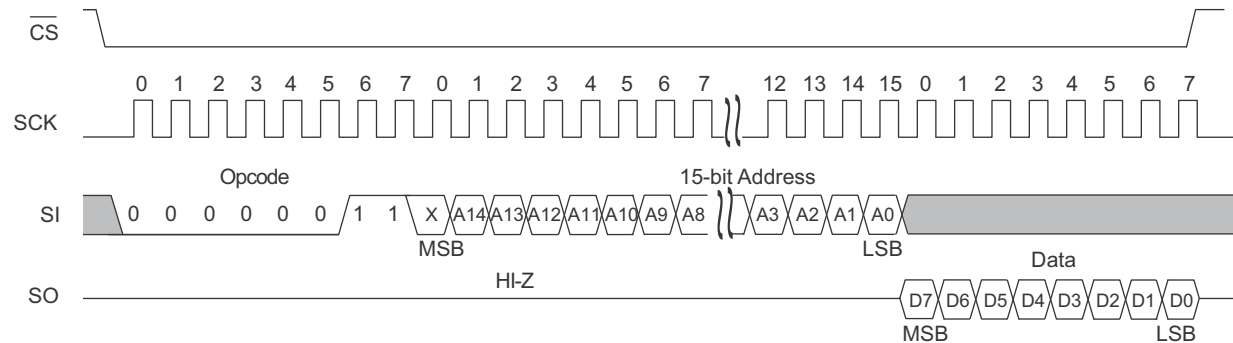 CS
0 1 2 3 4 5 6 7 0 1 2 3 4 5 6 7 12 13 14 15 0 1 2 3 4 5 6 7
SCK
Opcode 15-bit Address
SI 0 0 0 0 0 0 1 1 X A14 A13 A12 A11 A10 A9 A8 A3 A2 A1 A0
MSB LSB
HI-Z Data
SO D7 D6 D5 D4 D3 D2 D1 D0
MSB LSB